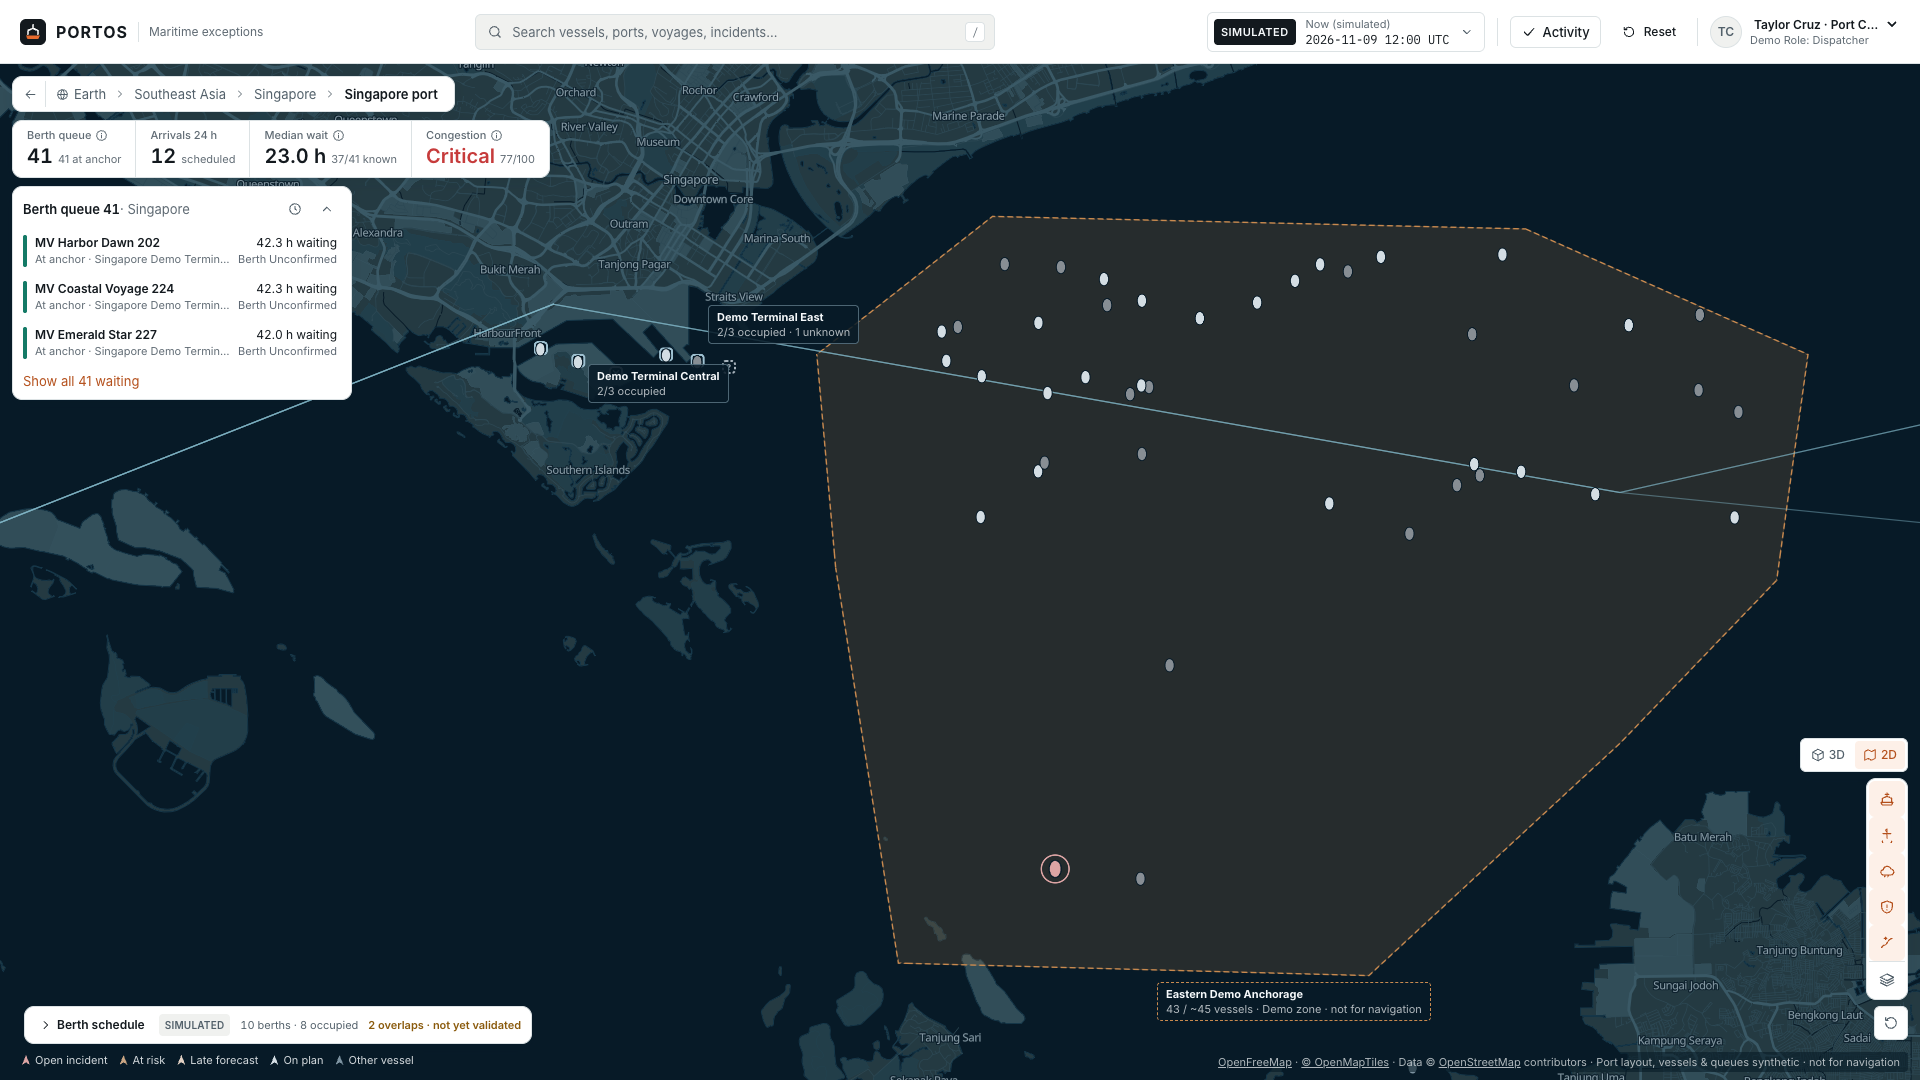 PORTOS
Maritime exceptions
Search vessels, ports, voyages, incidents...
/
SIMULATED
Now (simulated)
2026-11-09 12:00 UTC
Activity
Reset
TC
Taylor Cruz · Port C...
Demo Role: Dispatcher
Earth
Southeast Asia
Singapore
Singapore port
Berth queue
41 41 at anchor
Arrivals 24 h
12 scheduled
Median wait
23.0 h 37/41 known
Congestion
Critical 77/100
Berth queue 41 · Singapore
MV Harbor Dawn 202
42.3 h waiting
At anchor · Singapore Demo Termin...
Berth Unconfirmed
MV Coastal Voyage 224
42.3 h waiting
At anchor · Singapore Demo Termin...
Berth Unconfirmed
MV Emerald Star 227
42.0 h waiting
At anchor · Singapore Demo Termin...
Berth Unconfirmed
Show all 41 waiting
Orchard
Rochor
Crawford
River Valley
Museum
Marine Parade
Queenstown
Singapore
Downtown Core
Alexandra
Outram
Marina South
Bukit Merah
Tanjong Pagar
Straits View
HarbourFront
Southern Islands
Demo Terminal East
2/3 occupied · 1 unknown
Demo Terminal Central
2/3 occupied
3D
2D
Batu Merah
Tanjung Buntung
Sungai Jodoh
Bengkong Laut
Sadai
Kampung Seraya
Tanjung Uma
Eastern Demo Anchorage
43 / ~45 vessels · Demo zone · not for navigation
Tanjung Sari
Berth schedule
SIMULATED
10 berths · 8 occupied
2 overlaps · not yet validated
Open incident
At risk
Late forecast
On plan
Other vessel
OpenFreeMap · © OpenMapTiles · Data © OpenStreetMap contributors · Port layout, vessels & queues synthetic · not for navigation